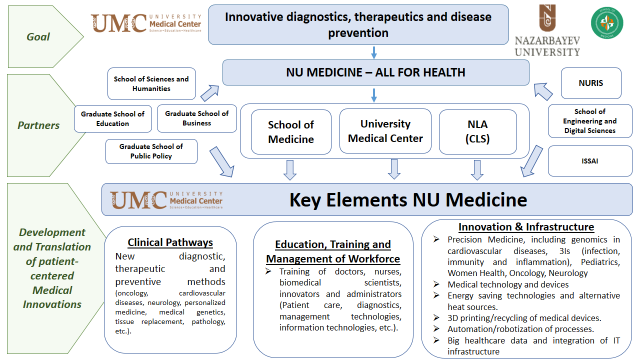 Goal
UMC UNIVERSITY
Medical Center
Innovative diagnostics, therapeutics and disease
prevention
NAZARBAYEV
UNIVERSITY
NU MEDICINE – ALL FOR HEALTH
Partners
School of Sciences and
Humanities
Graduate School of
Education
Graduate School of
Business
Graduate School of
Public Policy
School of
Medicine
University
Medical Center
NLA
(CLS)
NURIS
School of
Engineering and
Digital Sciences
ISSAI
Development
and Translation
of patient-
centered
Medical
Innovations
UMC UNIVERSITY
Medical Center
Key Elements NU Medicine
Clinical Pathways
New diagnostic,
therapeutic and
preventive methods
(oncology, cardiovascular
diseases, neurology, personalized
medicine, medical genetics,
tissue replacement, pathology,
etc.)
Education, Training and
Management of Workforce
➢ Training of doctors, nurses,
biomedical scientists,
innovators and administrators
(Patient care, diagnostics,
management technologies,
information technologies, etc.).
Innovation & Infrastructure
➢ Precision Medicine, including genomics in
cardiovascular diseases, 3Is (infection,
immunity and inflammation), Pediatrics,
Women Health, Oncology, Neurology
➢ Medical technology and devices
➢ Energy saving technologies and alternative
heat sources.
➢ 3D printing/recycling of medical devices.
➢ Automation/robotization of processes.
➢ Big healthcare data and integration of IT
infrastructure